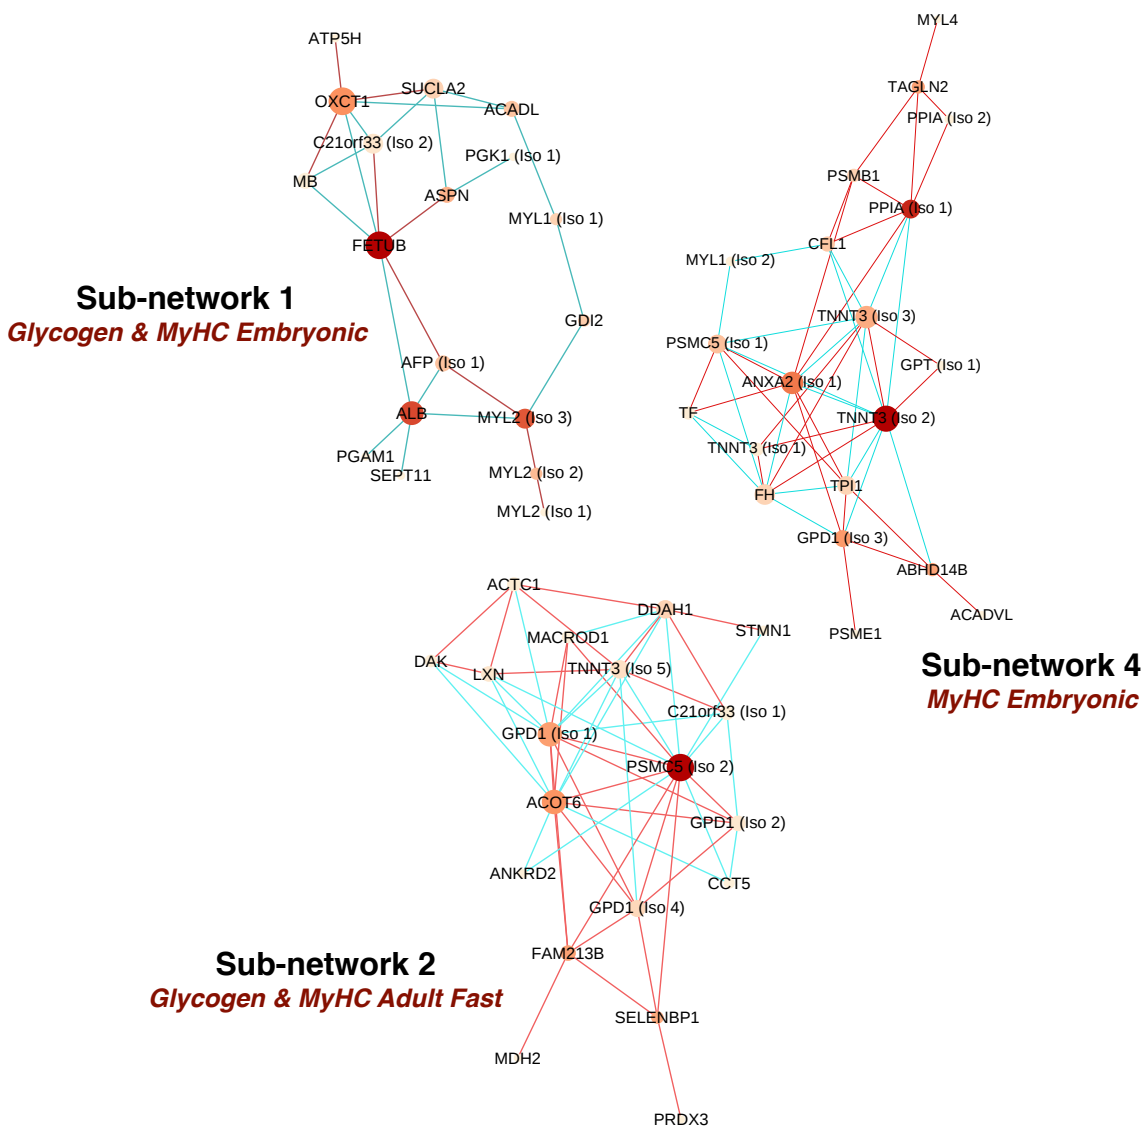 ATP5H
OXCT1
SUCLA2
ACADL
C21orf33 (Iso 2)
PGK1 (Iso 1)
MB
ASPN
MYL1 (Iso 1)
FETUB
Sub-network 1
Glycogen & MyHC Embryonic
GDI2
AFP (Iso 1)
ALB
MYL2 (Iso 3)
PGAM1
SEPT11
MYL2 (Iso 2)
MYL2 (Iso 1)
MYL4
TAGLN2
PPIA (Iso 2)
PSMB1
PPIA (Iso 1)
CFL1
MYL1 (Iso 2)
TNNT3 (Iso 3)
PSMC5 (Iso 1)
GPT (Iso 1)
ANXA2 (Iso 1)
TF
TNNT3 (Iso 2)
TNNT3 (Iso 1)
FH
TPI1
GPD1 (Iso 3)
ABHD14B
ACADVL
PSME1
Sub-network 4
MyHC Embryonic
ACTC1
DDAH1
MACROD1
STMN1
DAK
LXN
TNNT3 (Iso 5)
C21orf33 (Iso 1)
GPD1 (Iso 1)
PSMC5 (Iso 2)
ACOT6
GPD1 (Iso 2)
ANKRD2
CCT5
GPD1 (Iso 4)
FAM213B
Sub-network 2
Glycogen & MyHC Adult Fast
SELENBP1
MDH2
PRDX3